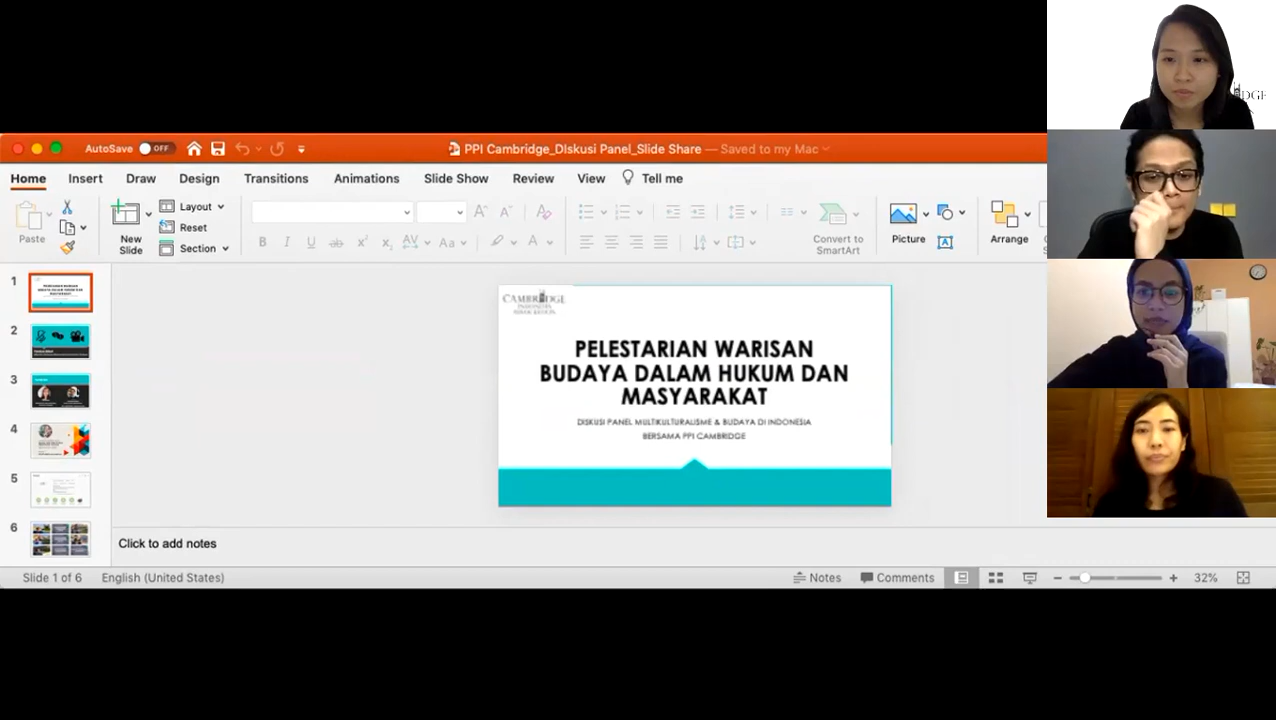 AutoSave OFF
PPI Cambridge_DIskusi Panel_Slide Share — Saved to my Mac
Home Insert Draw Design Transitions Animations Slide Show Review View Tell me
Paste
New Slide
Layout
Reset
Section
Convert to SmartArt
Picture
Arrange
1
2
3
4
5
6
CAMBRIDGE
PELESTARIAN WARISAN
BUDAYA DALAM HUKUM DAN
MASYARAKAT
DISKUSI PANEL MULTIKULTURALISME & BUDAYA DI INDONESIA
BERSAMA PPI CAMBRIDGE
Click to add notes
Slide 1 of 6 English (United States) Notes Comments 32%